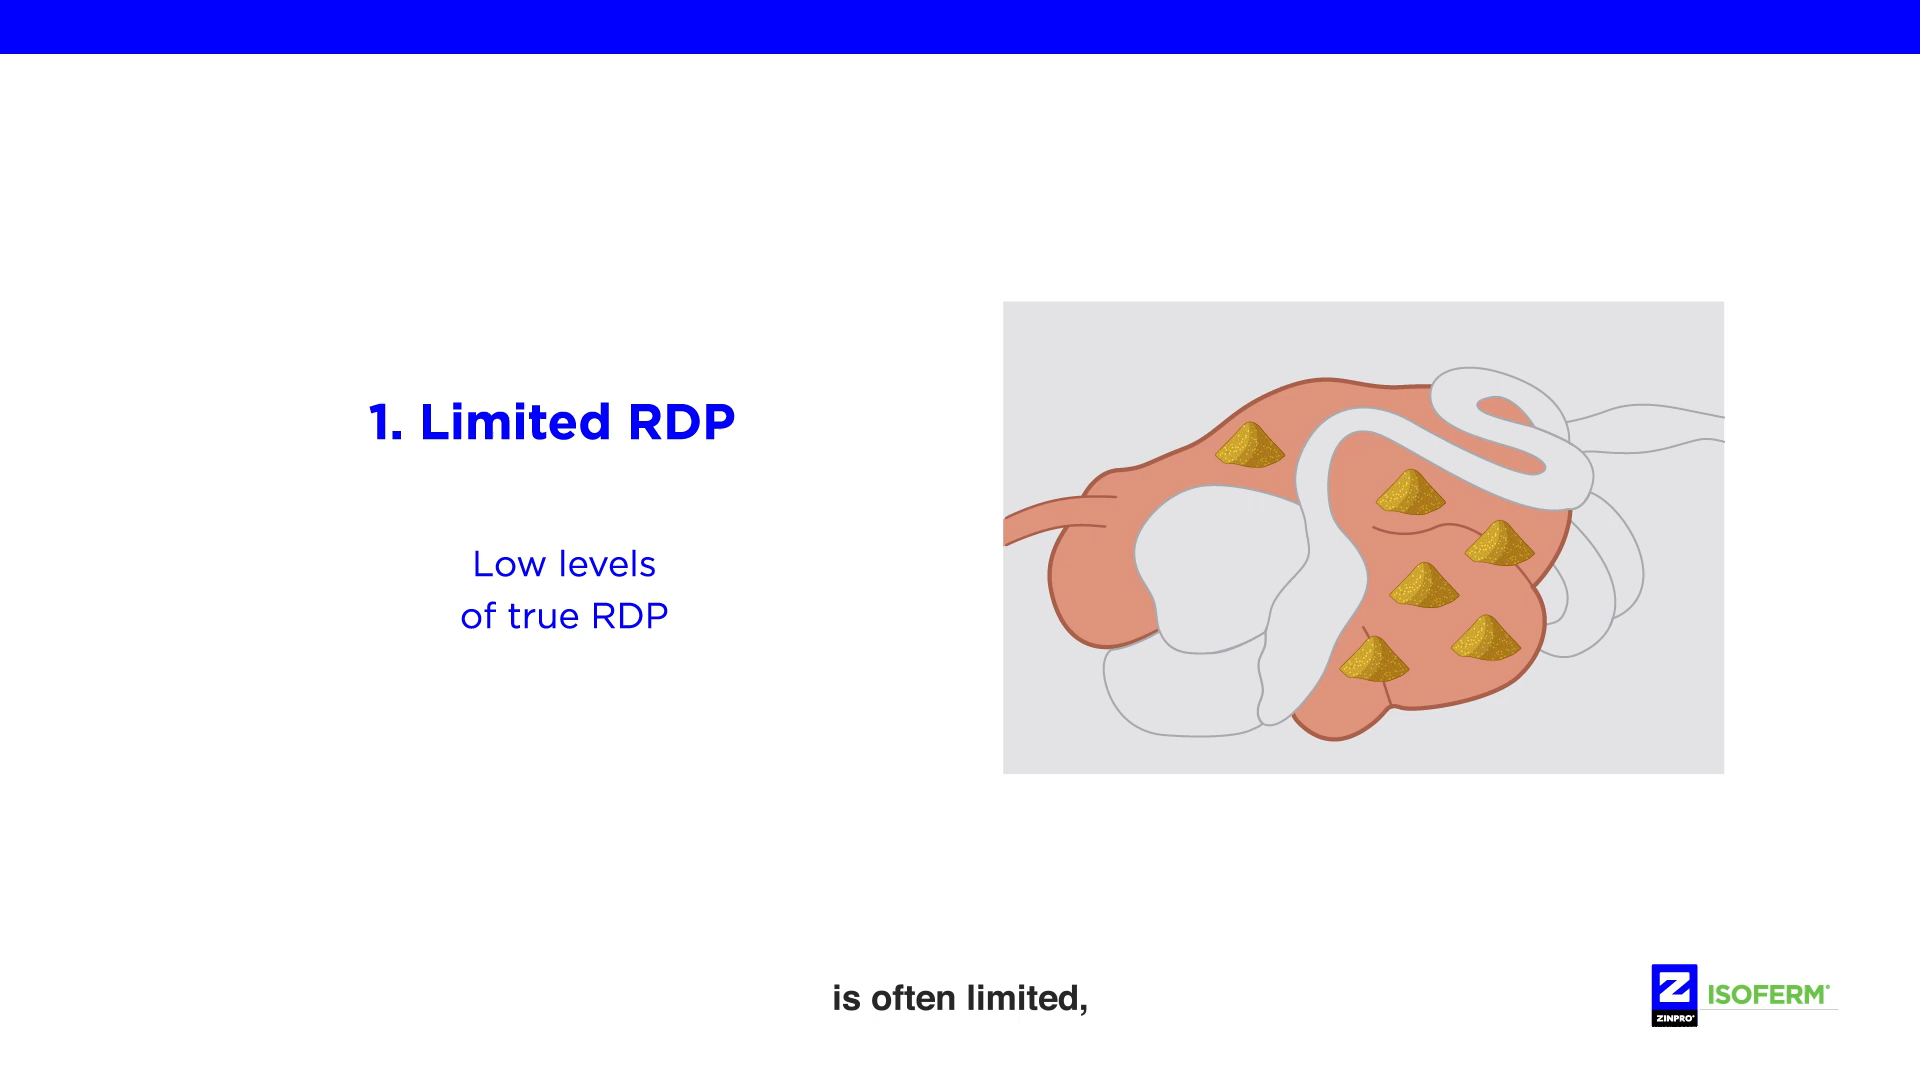 1. Limited RDP
Low levels
of true RDP
is often limited,
Z
ZINPRO®
ISOFERM®